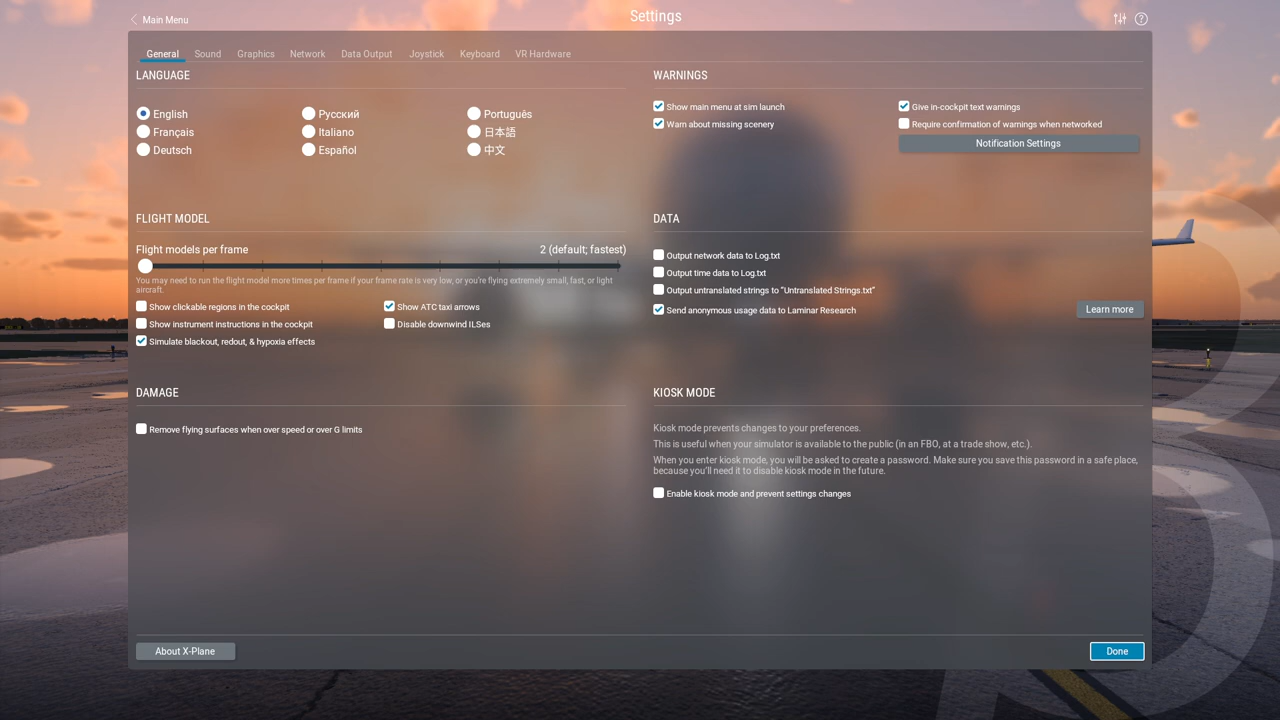 Main Menu
Settings
General Sound Graphics Network Data Output Joystick Keyboard VR Hardware
LANGUAGE
English
Русский
Português
Français
Italiano
日本語
Deutsch
Español
中文
WARNINGS
Show main menu at sim launch
Give in-cockpit text warnings
Warn about missing scenery
Require confirmation of warnings when networked
Notification Settings
FLIGHT MODEL
Flight models per frame
2 (default; fastest)
You may need to run the flight model more times per frame if your frame rate is very low, or you're flying extremely small, fast, or light
aircraft.
Show clickable regions in the cockpit
Show ATC taxi arrows
Show instrument instructions in the cockpit
Disable downwind ILSes
Simulate blackout, redout, & hypoxia effects
DATA
Output network data to Log.txt
Output time data to Log.txt
Output untranslated strings to "Untranslated Strings.txt"
Send anonymous usage data to Laminar Research
Learn more
DAMAGE
Remove flying surfaces when over speed or over G limits
KIOSK MODE
Kiosk mode prevents changes to your preferences.
This is useful when your simulator is available to the public (in an FBO, at a trade show, etc.).
When you enter kiosk mode, you will be asked to create a password. Make sure you save this password in a safe place,
because you'll need it to disable kiosk mode in the future.
Enable kiosk mode and prevent settings changes
About X-Plane
Done